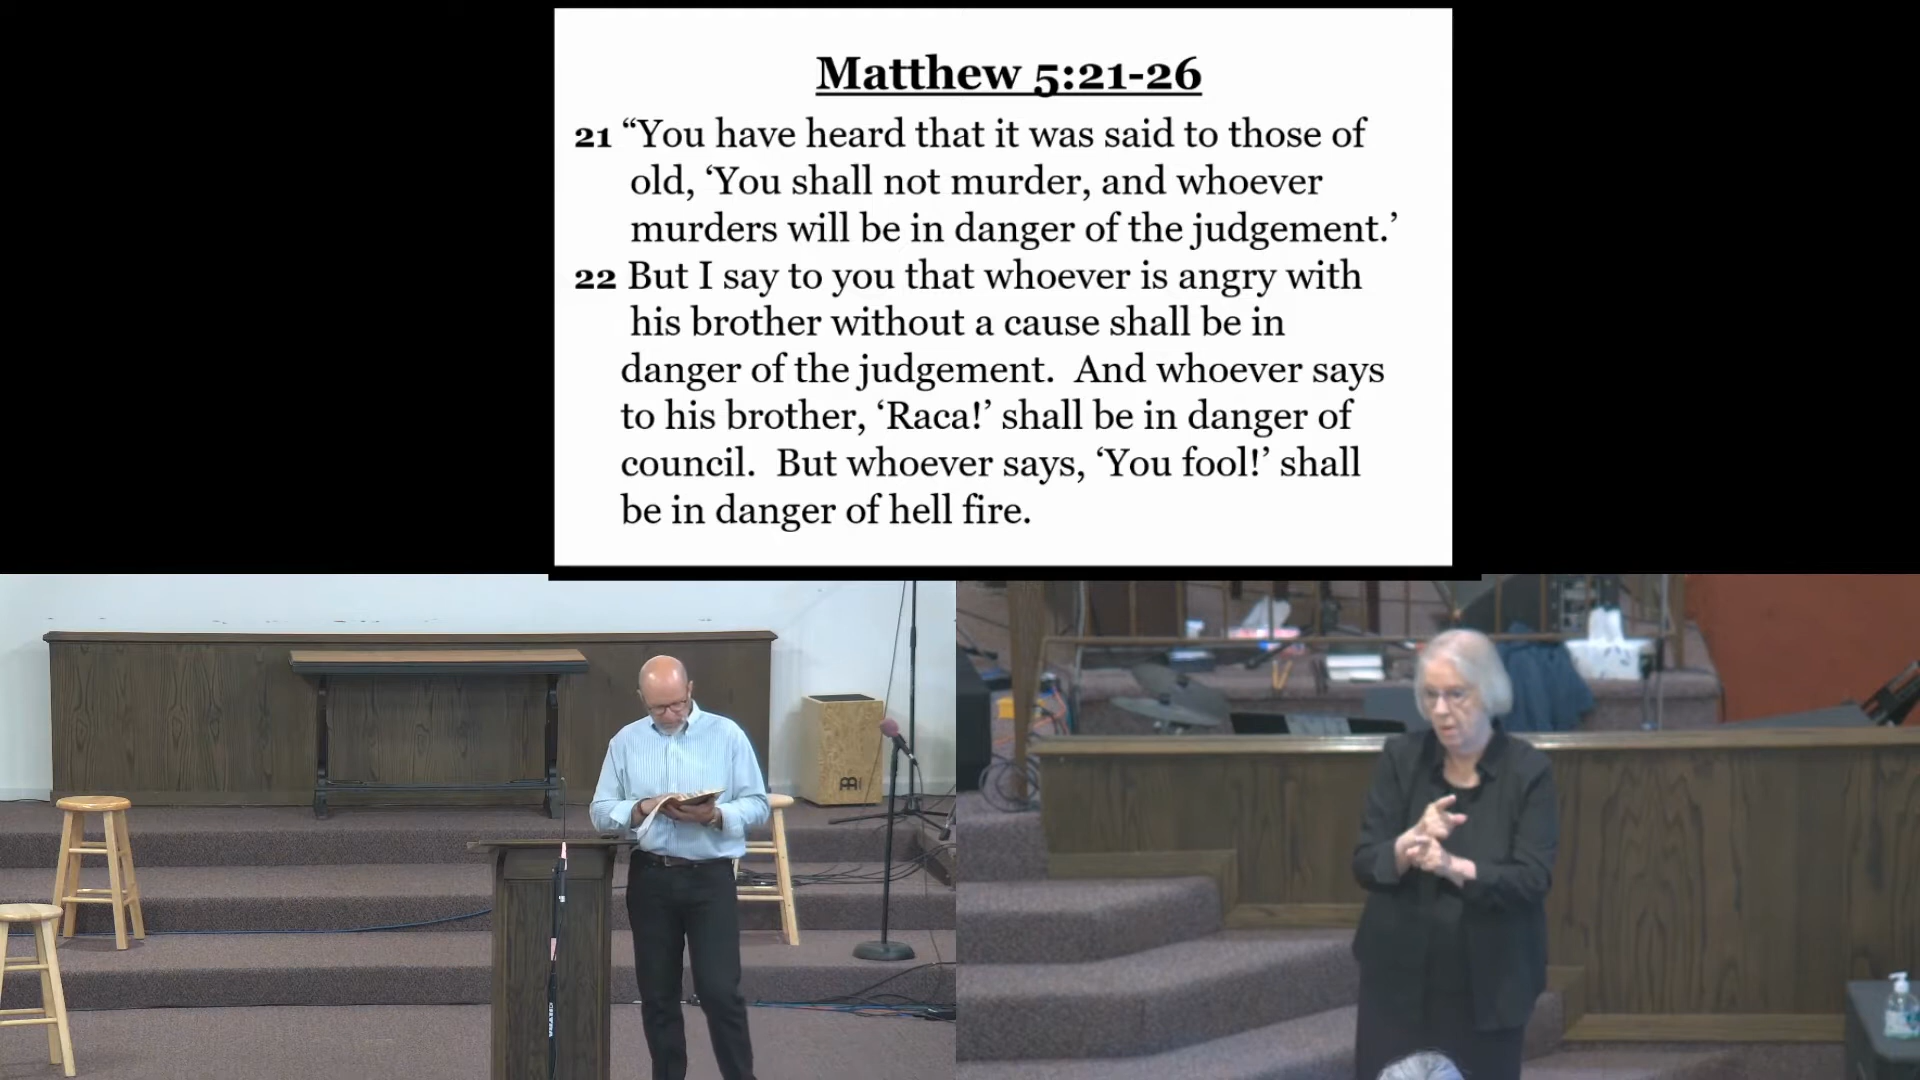 Matthew 5:21-26
21 “You have heard that it was said to those of
old, ‘You shall not murder, and whoever
murders will be in danger of the judgement.’
22 But I say to you that whoever is angry with
his brother without a cause shall be in
danger of the judgement.  And whoever says
to his brother, ‘Raca!’ shall be in danger of
council.  But whoever says, ‘You fool!’ shall
be in danger of hell fire.